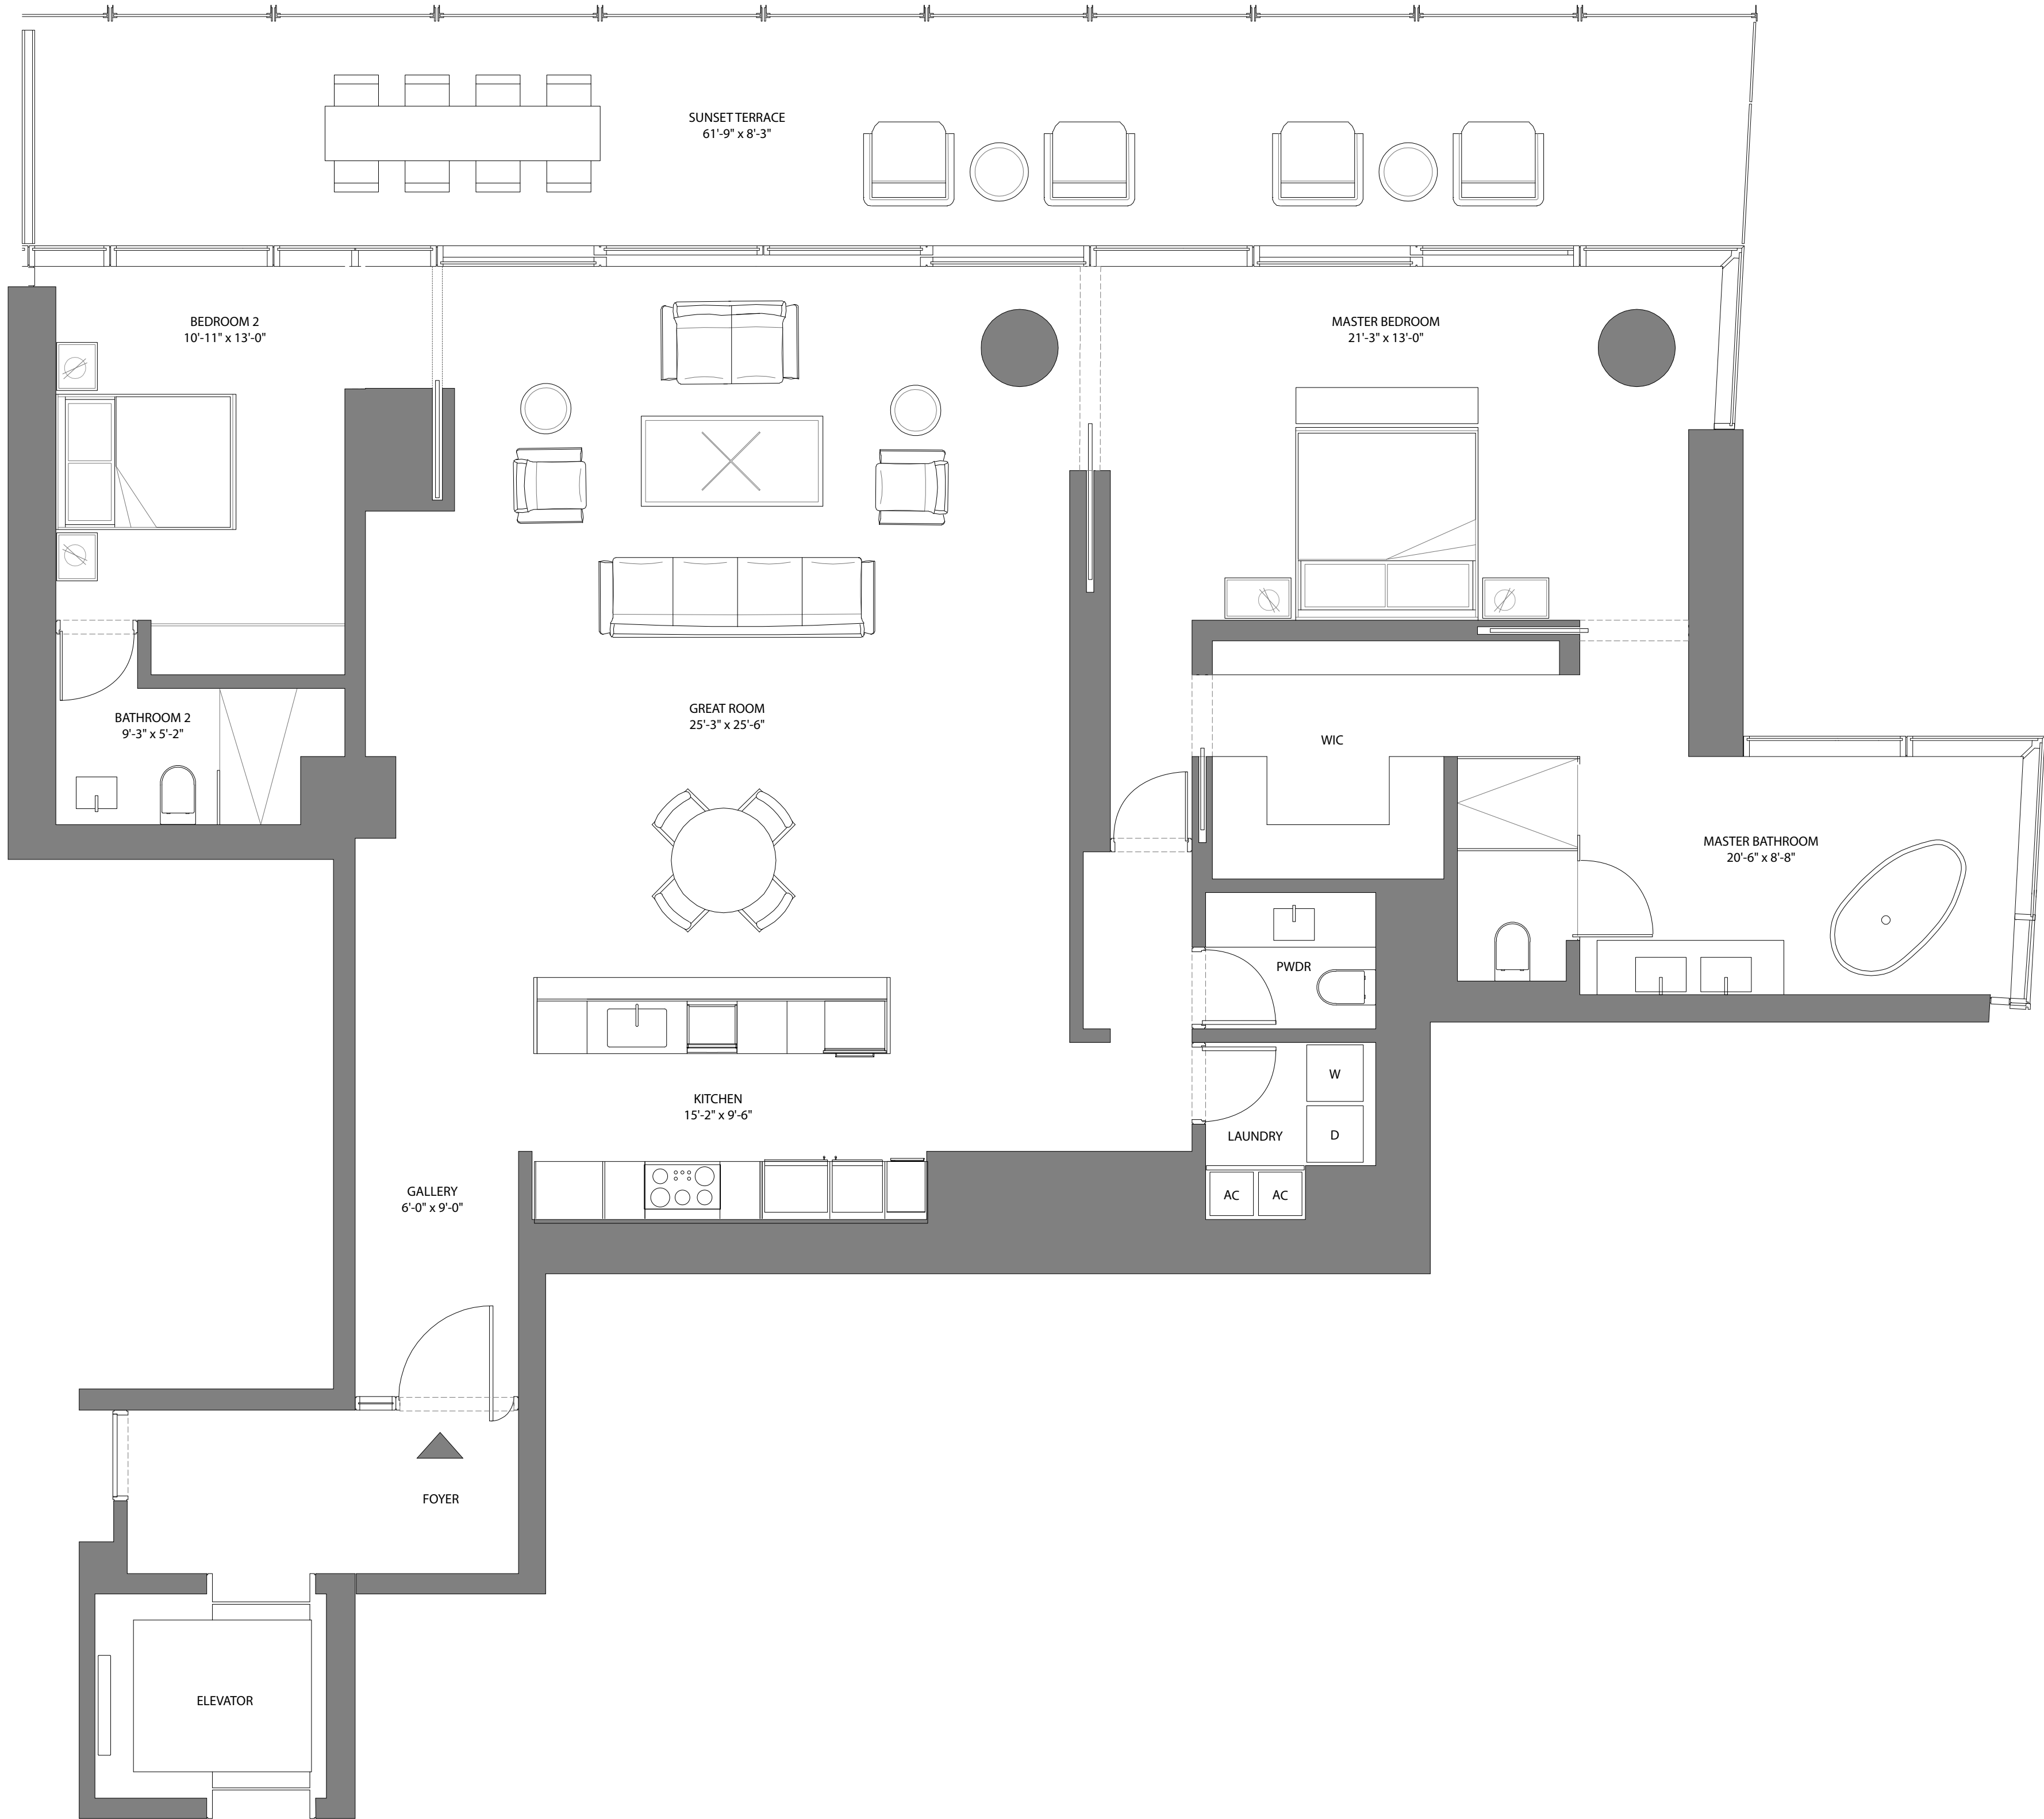 SUNSET TERRACE
61'-9" x 8'-3"
BEDROOM 2
10'-11" x 13'-0"
MASTER BEDROOM
21'-3" x 13'-0"
BATHROOM 2
9'-3" x 5'-2"
GREAT ROOM
25'-3" x 25'-6"
WIC
MASTER BATHROOM
20'-6" x 8'-8"
PWDR
KITCHEN
15'-2" x 9'-6"
W
LAUNDRY
D
GALLERY
6'-0" x 9'-0"
AC
AC
FOYER
ELEVATOR